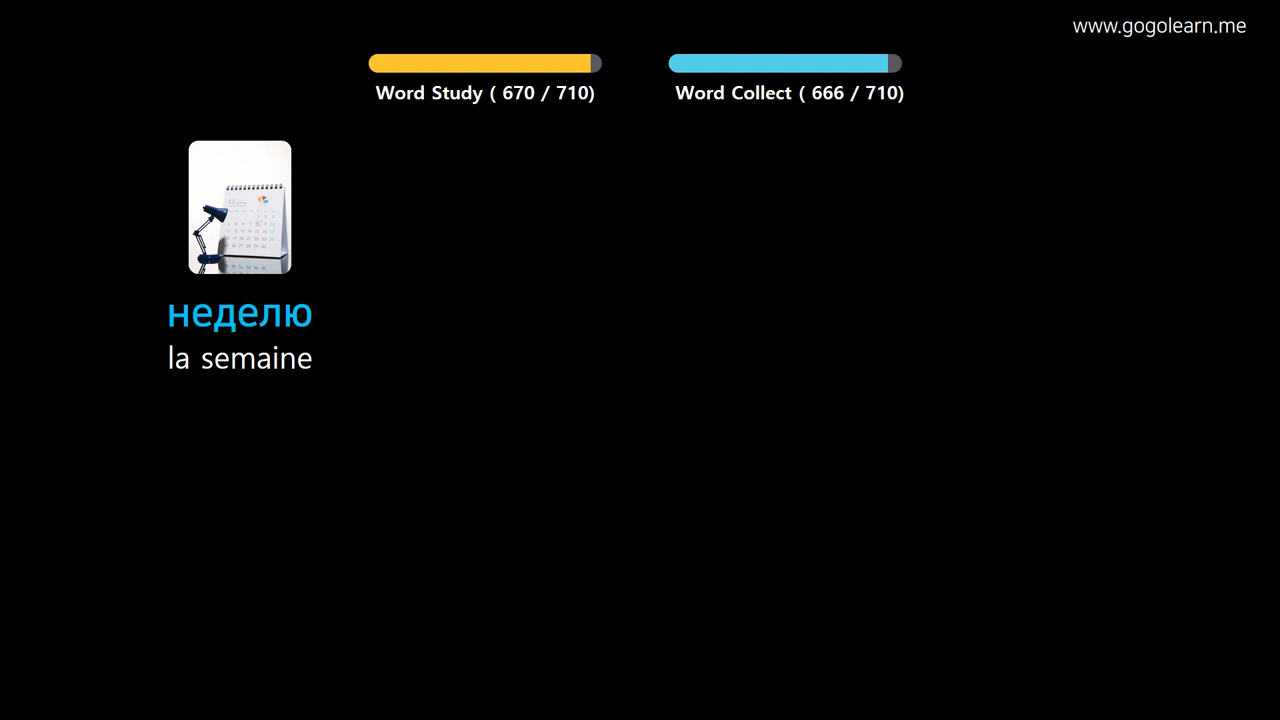 www.gogolearn.me
Word Study ( 670 / 710)
Word Collect ( 666 / 710)
неделю
la semaine